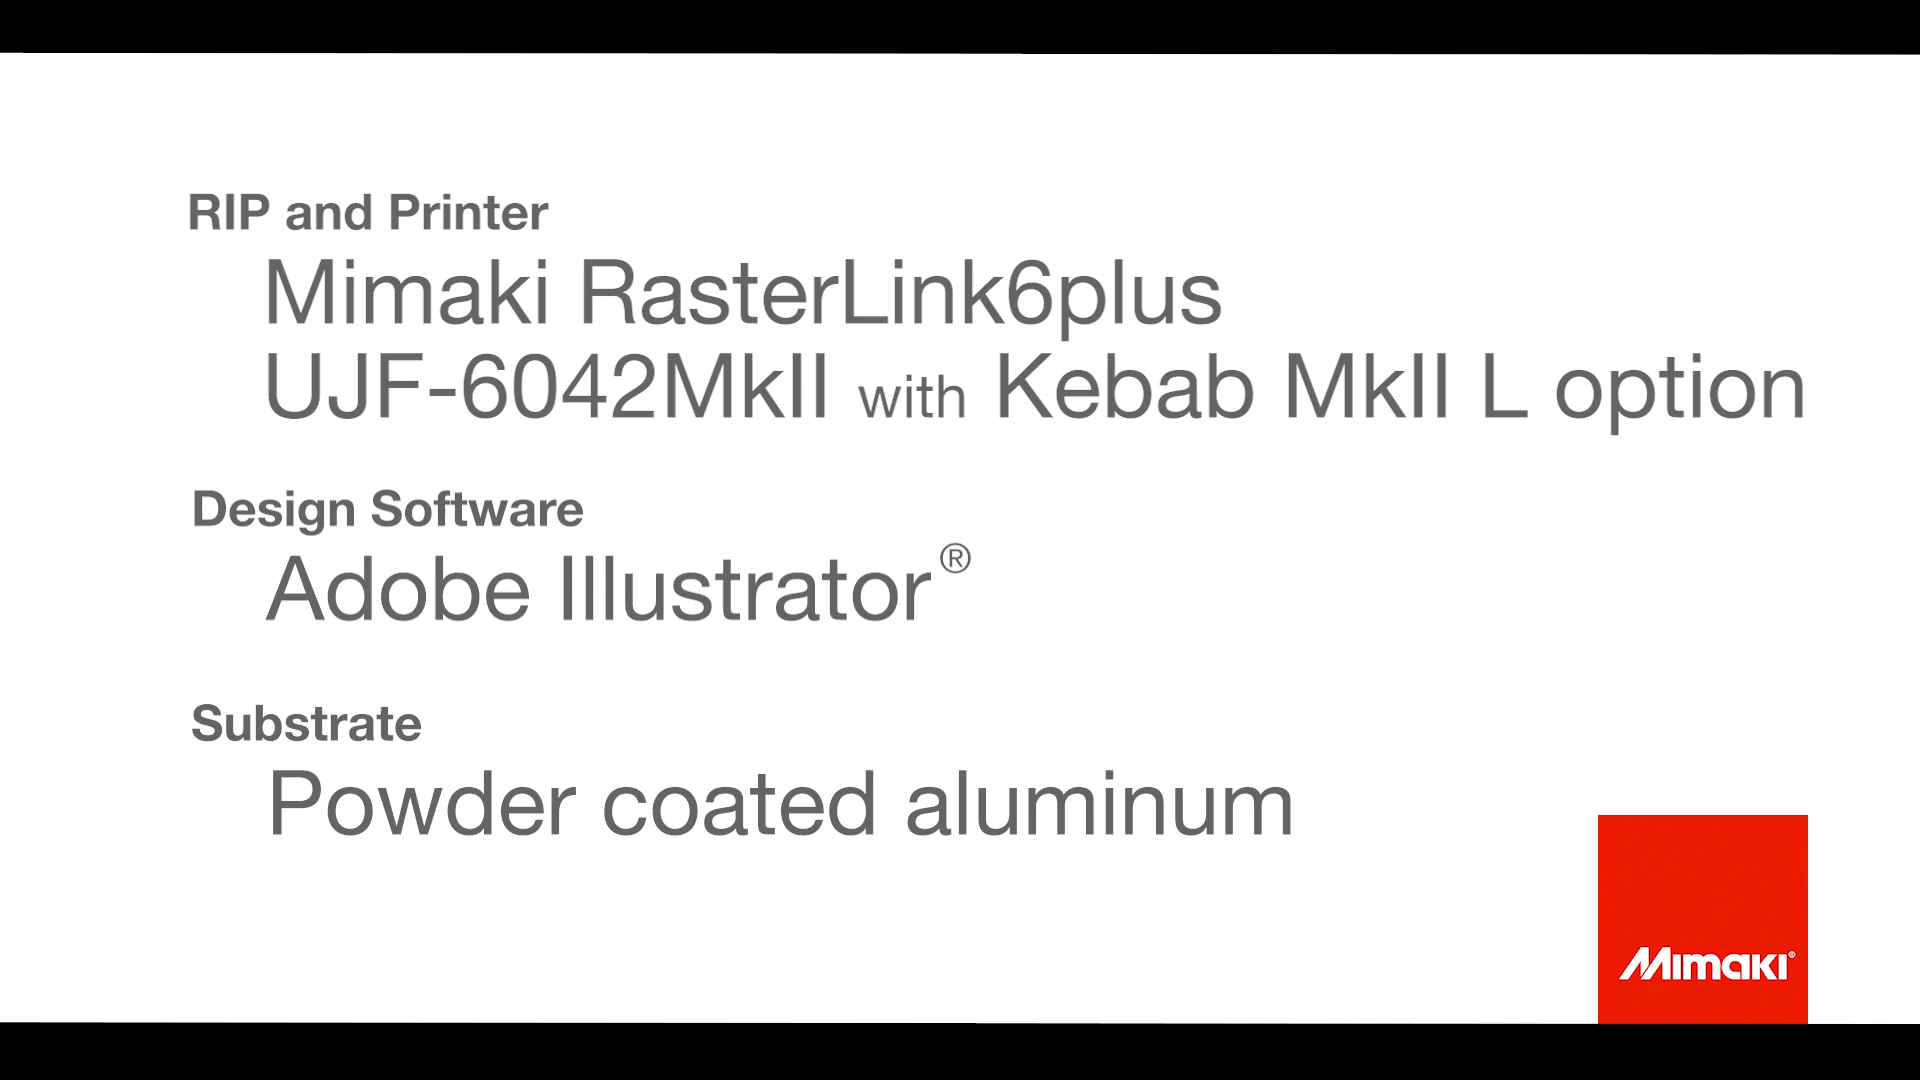 RIP and Printer
Mimaki RasterLink6plus
UJF-6042MkII with Kebab MkII L option
Design Software
Adobe Illustrator®
Substrate
Powder coated aluminum
Mimaki®